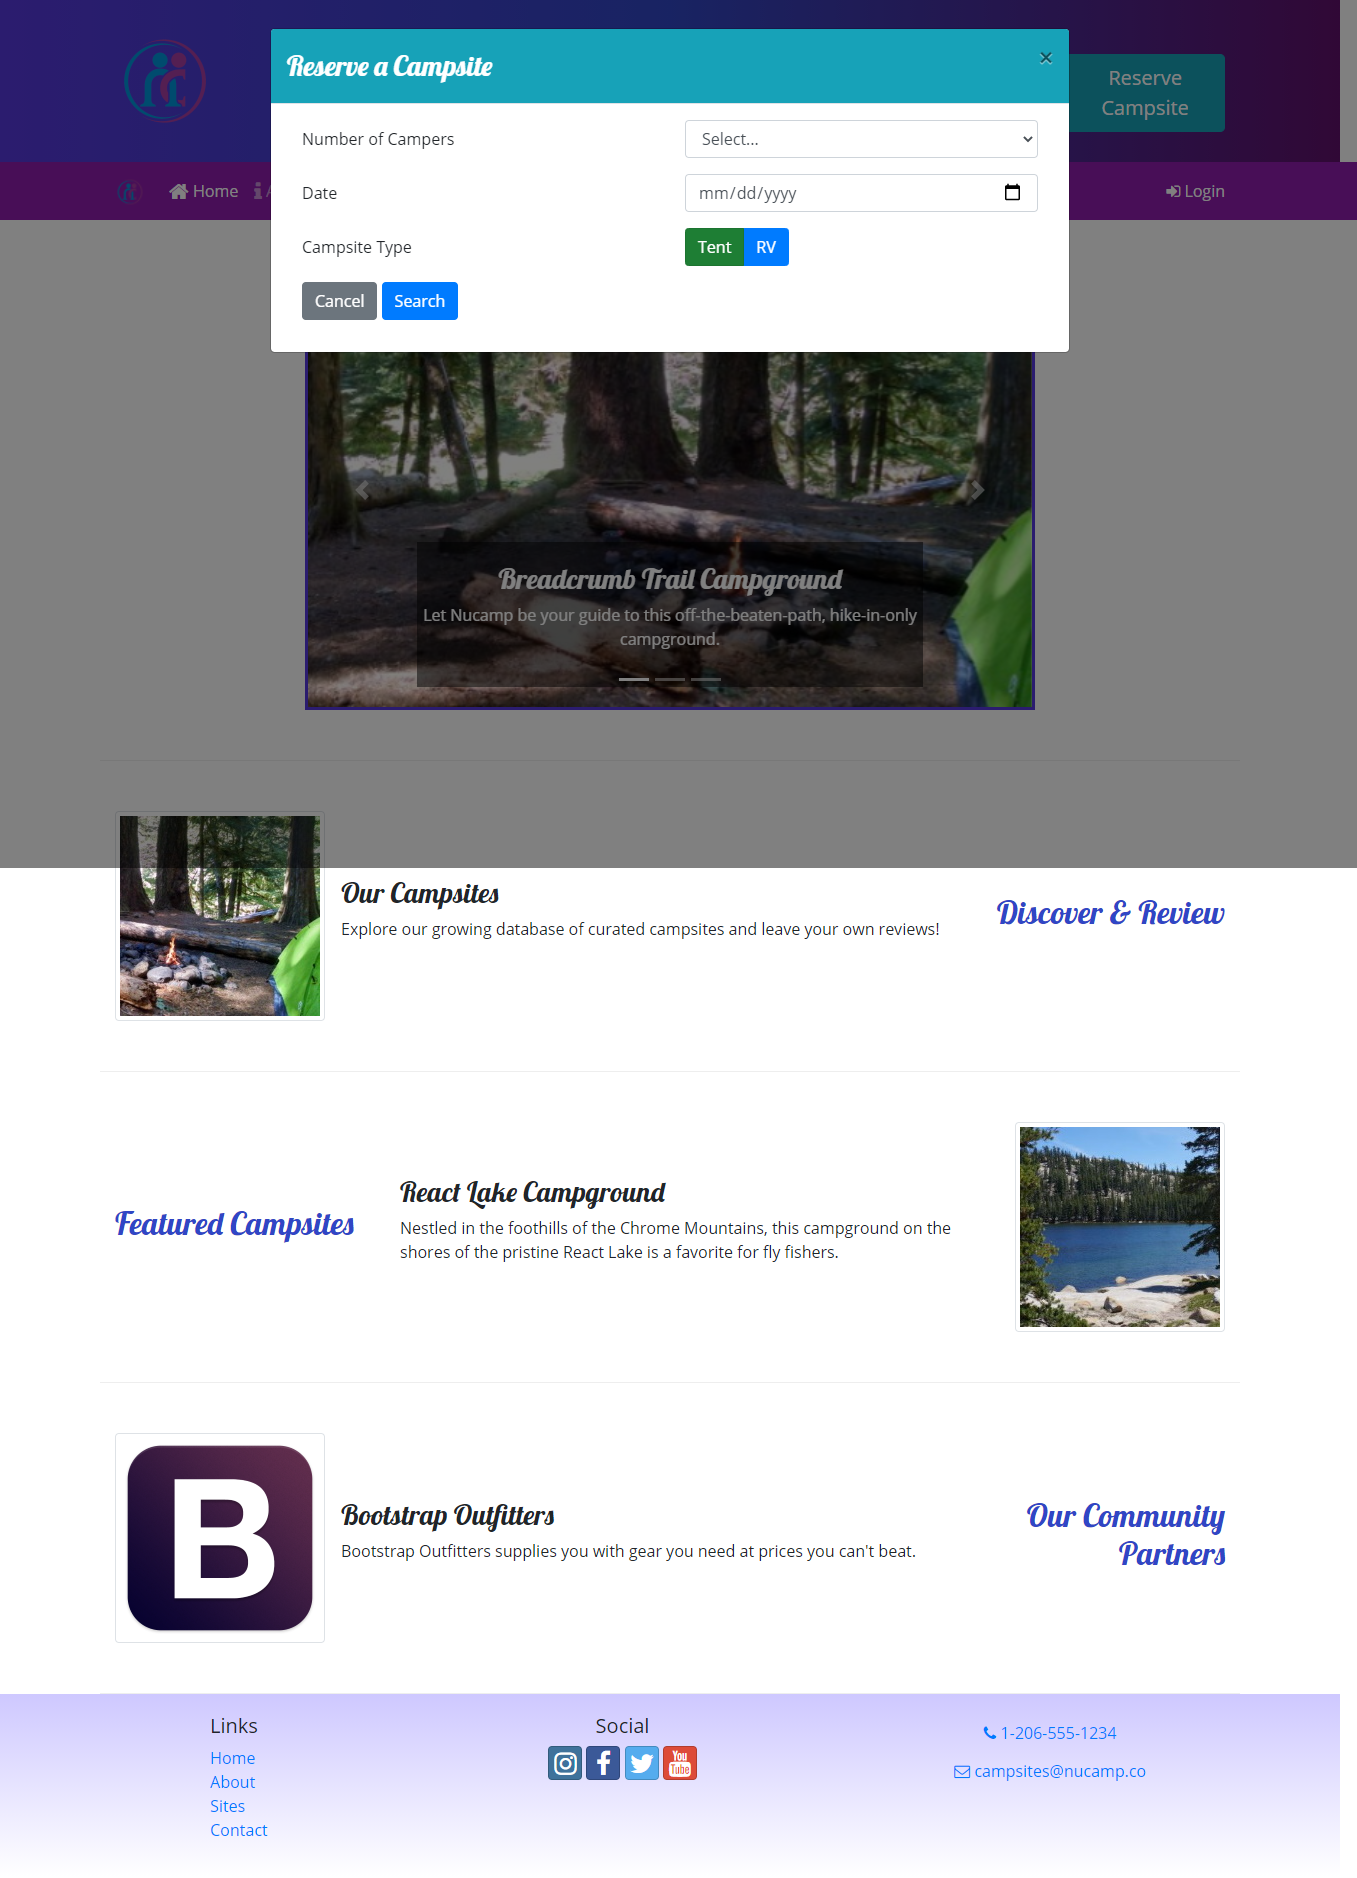 Reserve a Campsite
×
Reserve
Campsite
Number of Campers
Select...
Home
Login
Date
mm/dd/yyyy
Campsite Type
Tent
RV
Cancel
Search
Breadcrumb Trail Campground
Let Nucamp be your guide to this off-the-beaten-path, hike-in-only
campground.
Our Campsites
Explore our growing database of curated campsites and leave your own reviews!
Discover & Review
Featured Campsites
React Lake Campground
Nestled in the foothills of the Chrome Mountains, this campground on the
shores of the pristine React Lake is a favorite for fly fishers.
B
Bootstrap Outfitters
Bootstrap Outfitters supplies you with gear you need at prices you can't beat.
Our Community
Partners
Links
Home
About
Sites
Contact
Social
You
Tube
1-206-555-1234
campsites@nucamp.co